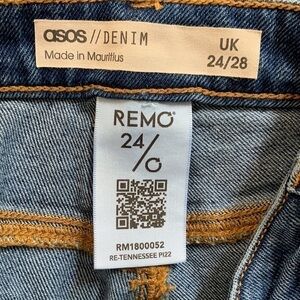 asos // DENIM
Made in Mauritius
UK
24/28
REMO
24/
RM1800052
RE-TENNESSEE PI22